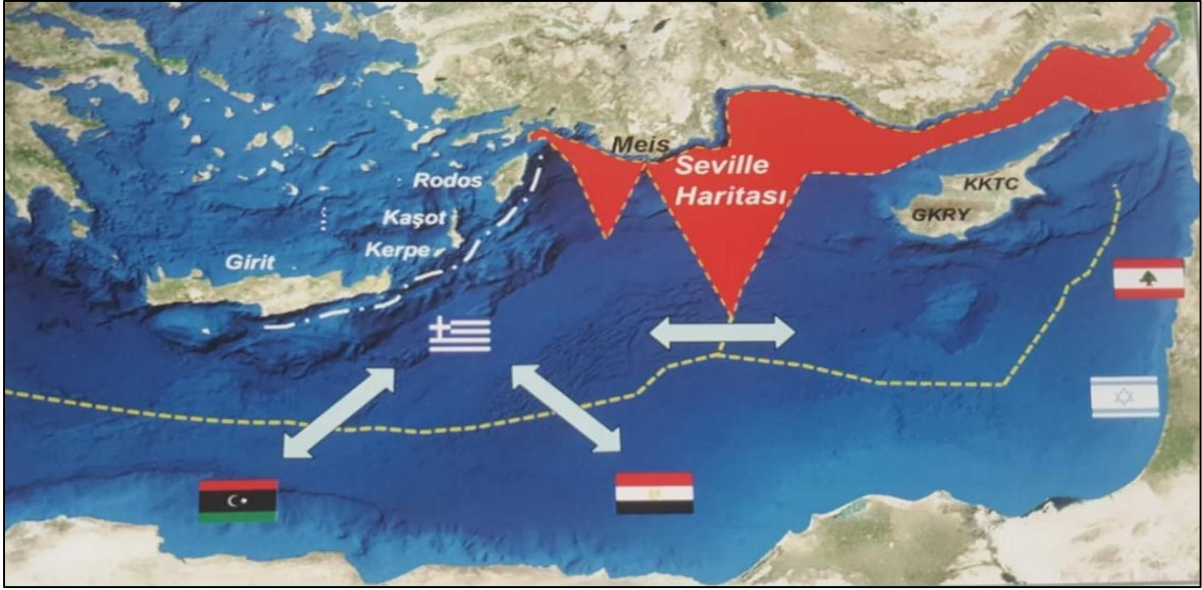 Meis
Seville
Haritası
Rodos
KKTC
Kaşot
GKRY
Kerpe
Girit